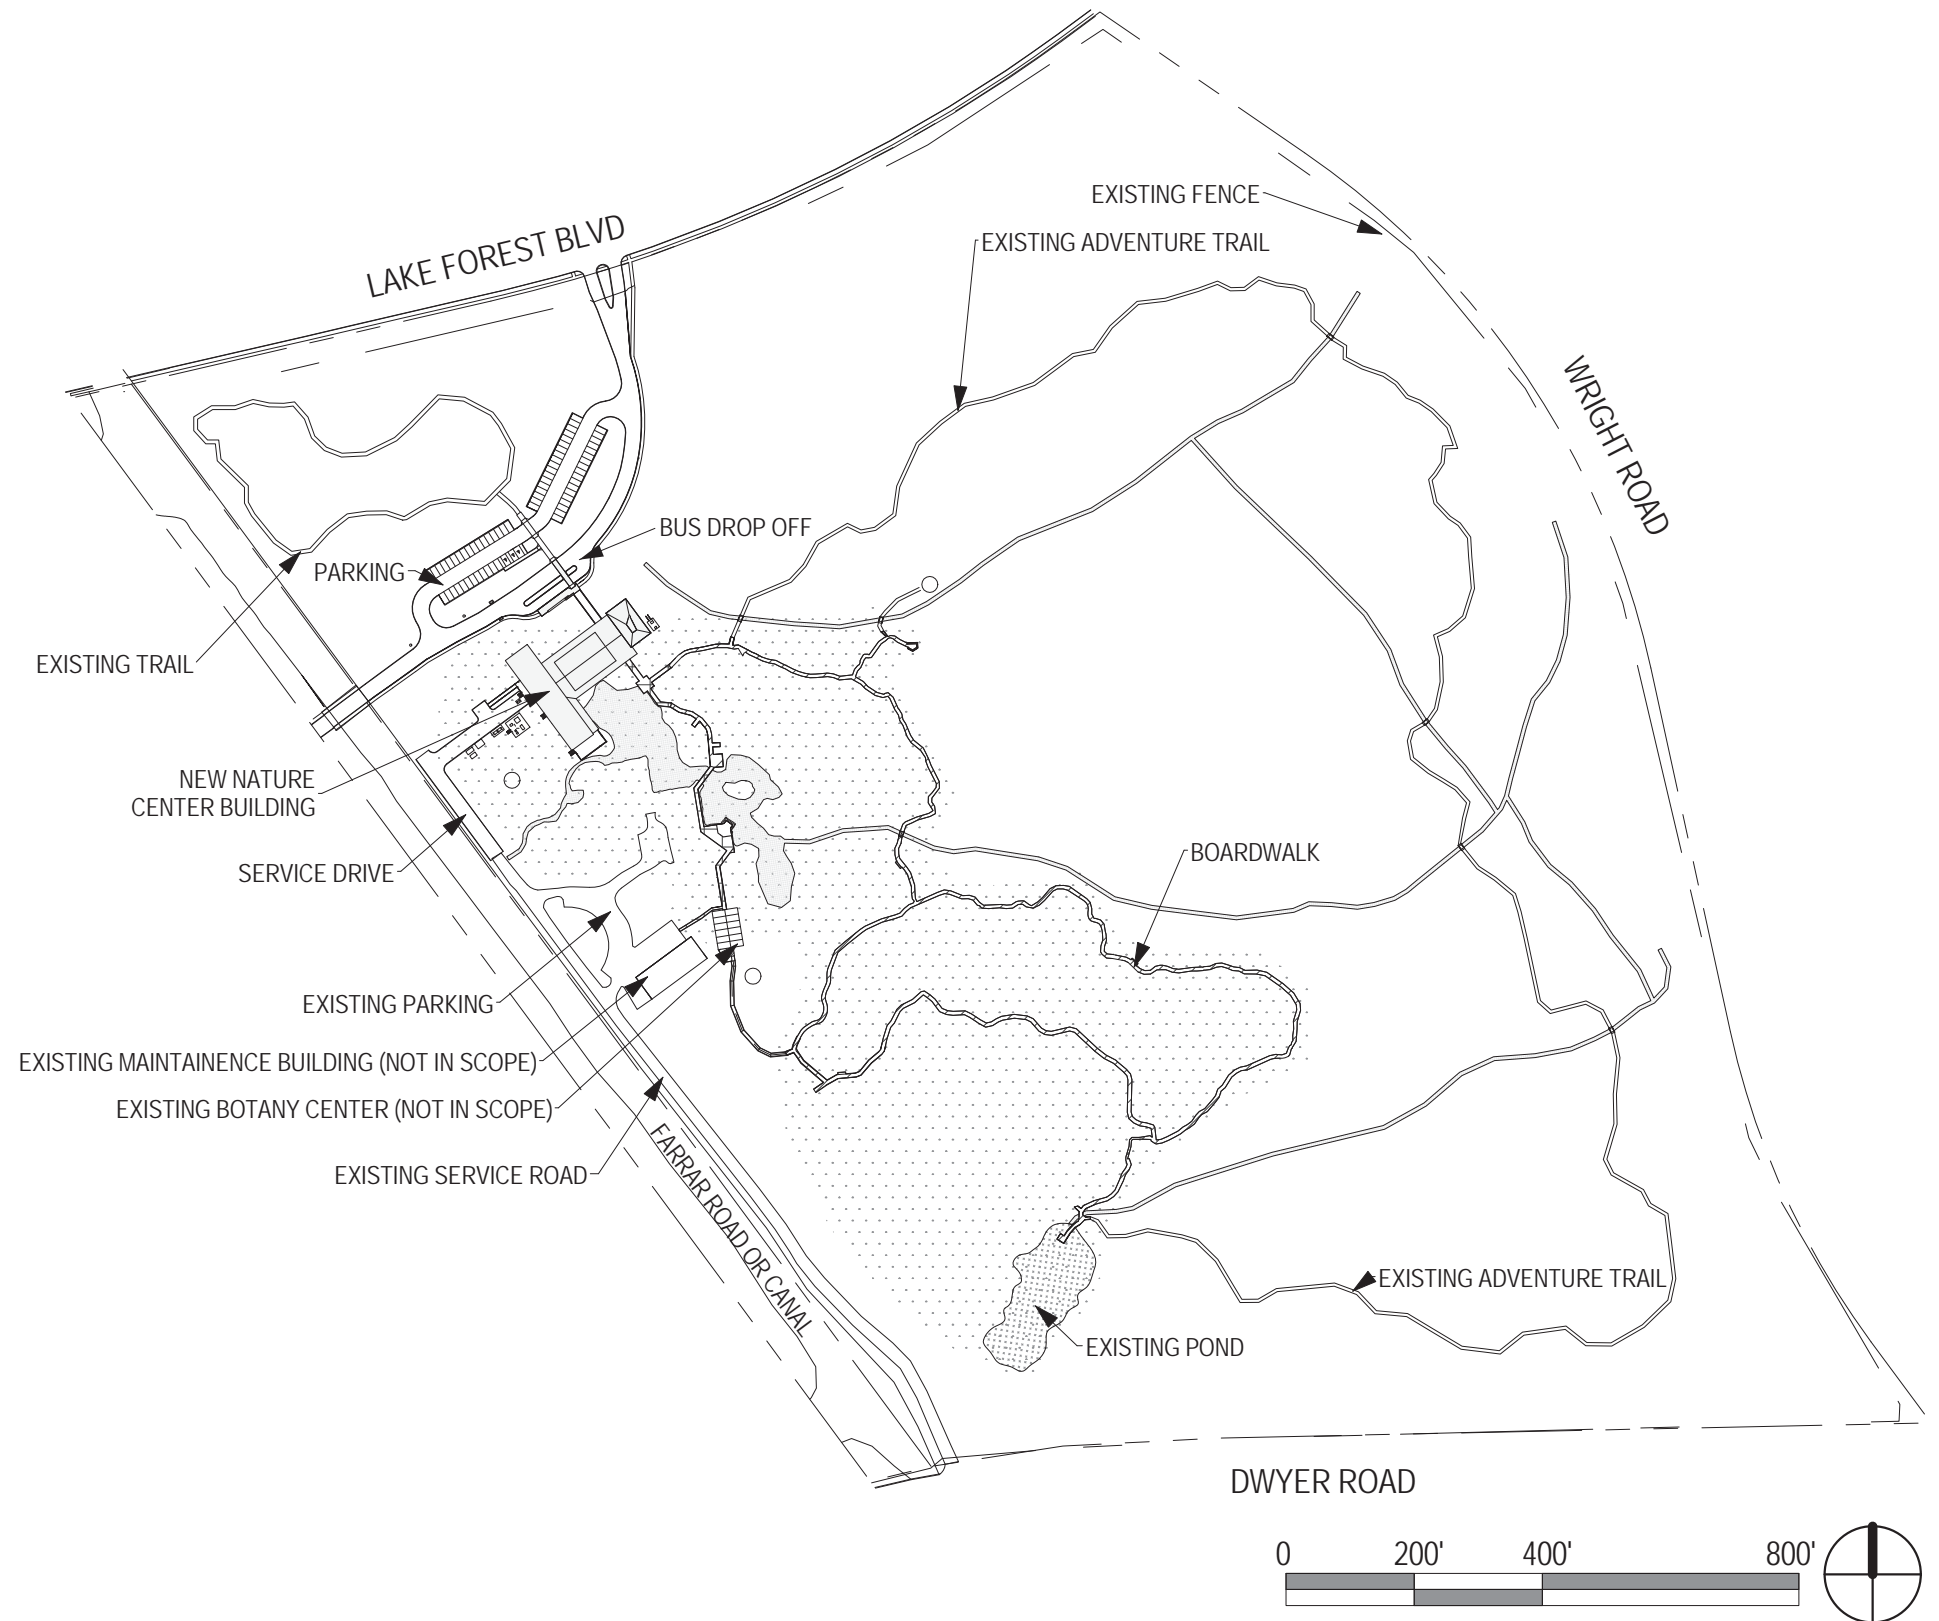 EXISTING FENCE
EXISTING ADVENTURE TRAIL
LAKE FOREST BLVD
WRIGHT ROAD
BUS DROP OFF
PARKING
EXISTING TRAIL
NEW NATURE
CENTER BUILDING
SERVICE DRIVE
BOARDWALK
EXISTING PARKING
EXISTING MAINTAINENCE BUILDING (NOT IN SCOPE)
EXISTING BOTANY CENTER (NOT IN SCOPE)
EXISTING SERVICE ROAD
FARRAR ROAD OR CANAL
EXISTING ADVENTURE TRAIL
EXISTING POND
DWYER ROAD
0 200' 400' 800'